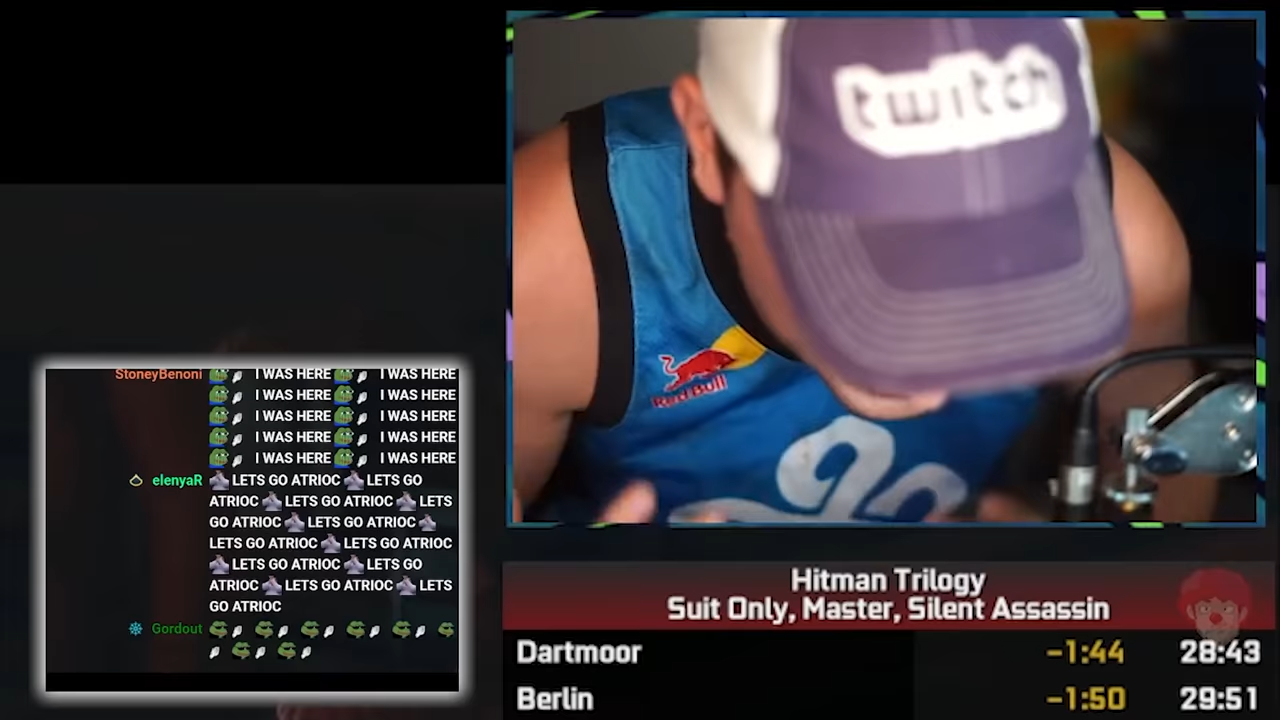 twitch
Red Bull
StoneyBenoni I WAS HERE I WAS HERE
I WAS HERE I WAS HERE
I WAS HERE I WAS HERE
I WAS HERE I WAS HERE
I WAS HERE I WAS HERE
elenyaR LETS GO ATRIOC LETS GO
ATRIOC LETS GO ATRIOC LETS
GO ATRIOC LETS GO ATRIOC
LETS GO ATRIOC LETS GO ATRIOC
LETS GO ATRIOC LETS GO
ATRIOC LETS GO ATRIOC LETS
GO ATRIOC
Gordout
Hitman Trilogy
Suit Only, Master, Silent Assassin
Dartmoor -1:44 28:43
Berlin -1:50 29:51